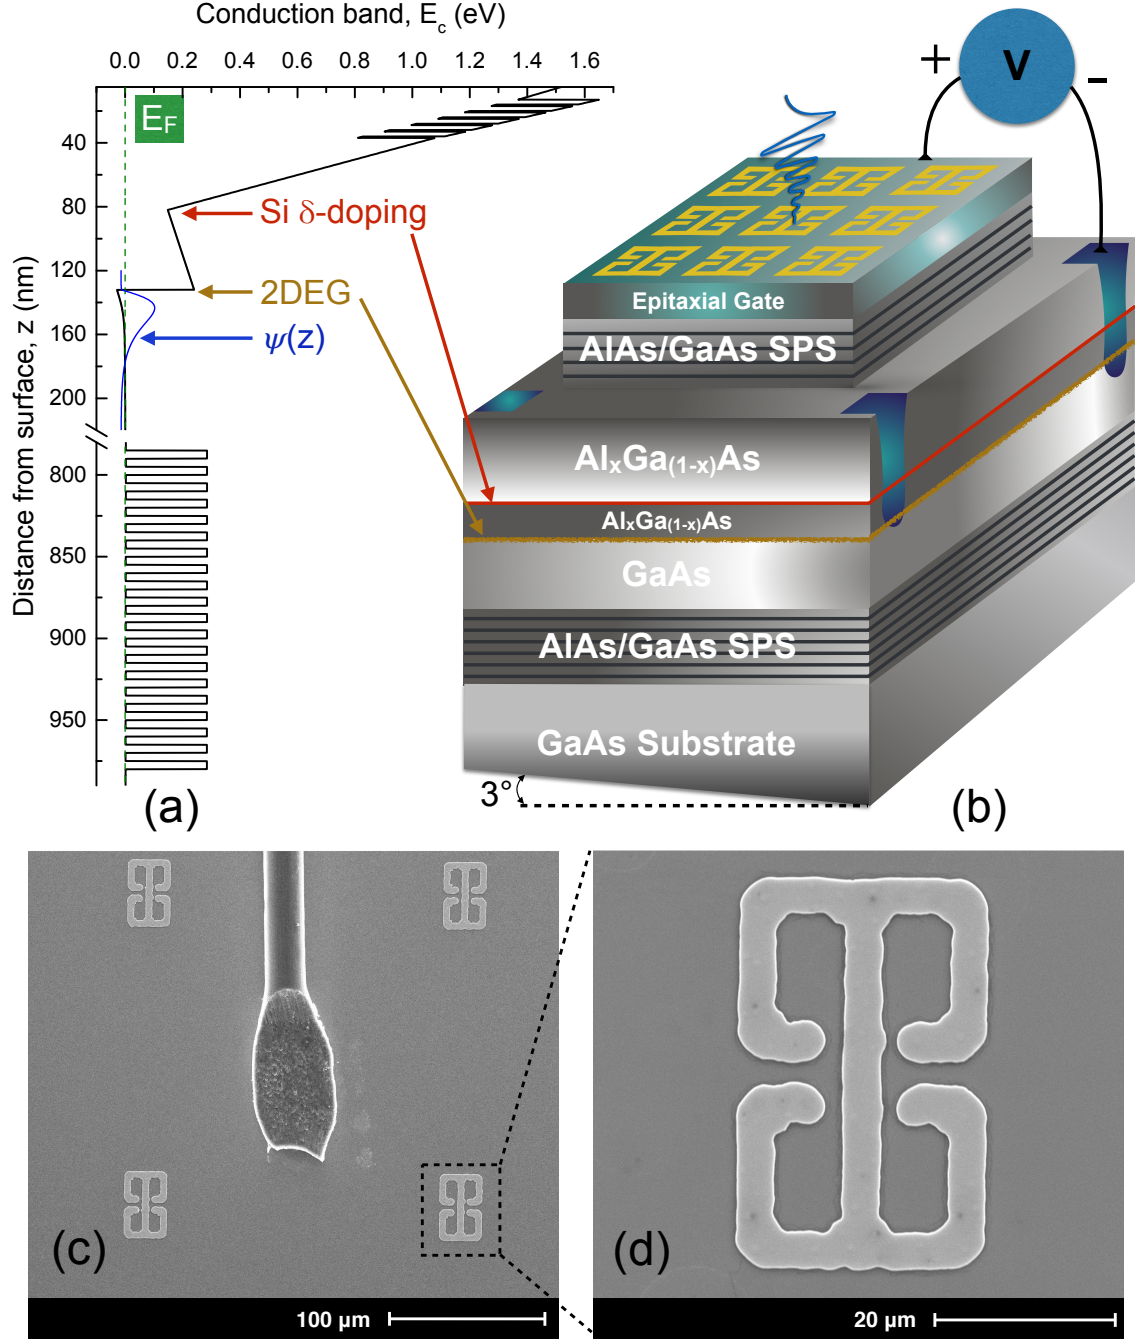 Conduction band, E_c (eV)
0.0 0.2 0.4 0.6 0.8 1.0 1.2 1.4 1.6
E_F
40
80
120
160
200
800
850
900
950
Distance from surface, z (nm)
Si δ-doping
2DEG
ψ(z)
(a)
+
V
-
Epitaxial Gate
AlAs/GaAs SPS
AlxGa(1-x)As
AlxGa(1-x)As
GaAs
AlAs/GaAs SPS
GaAs Substrate
3°
(b)
(c)
100 µm
(d)
20 µm